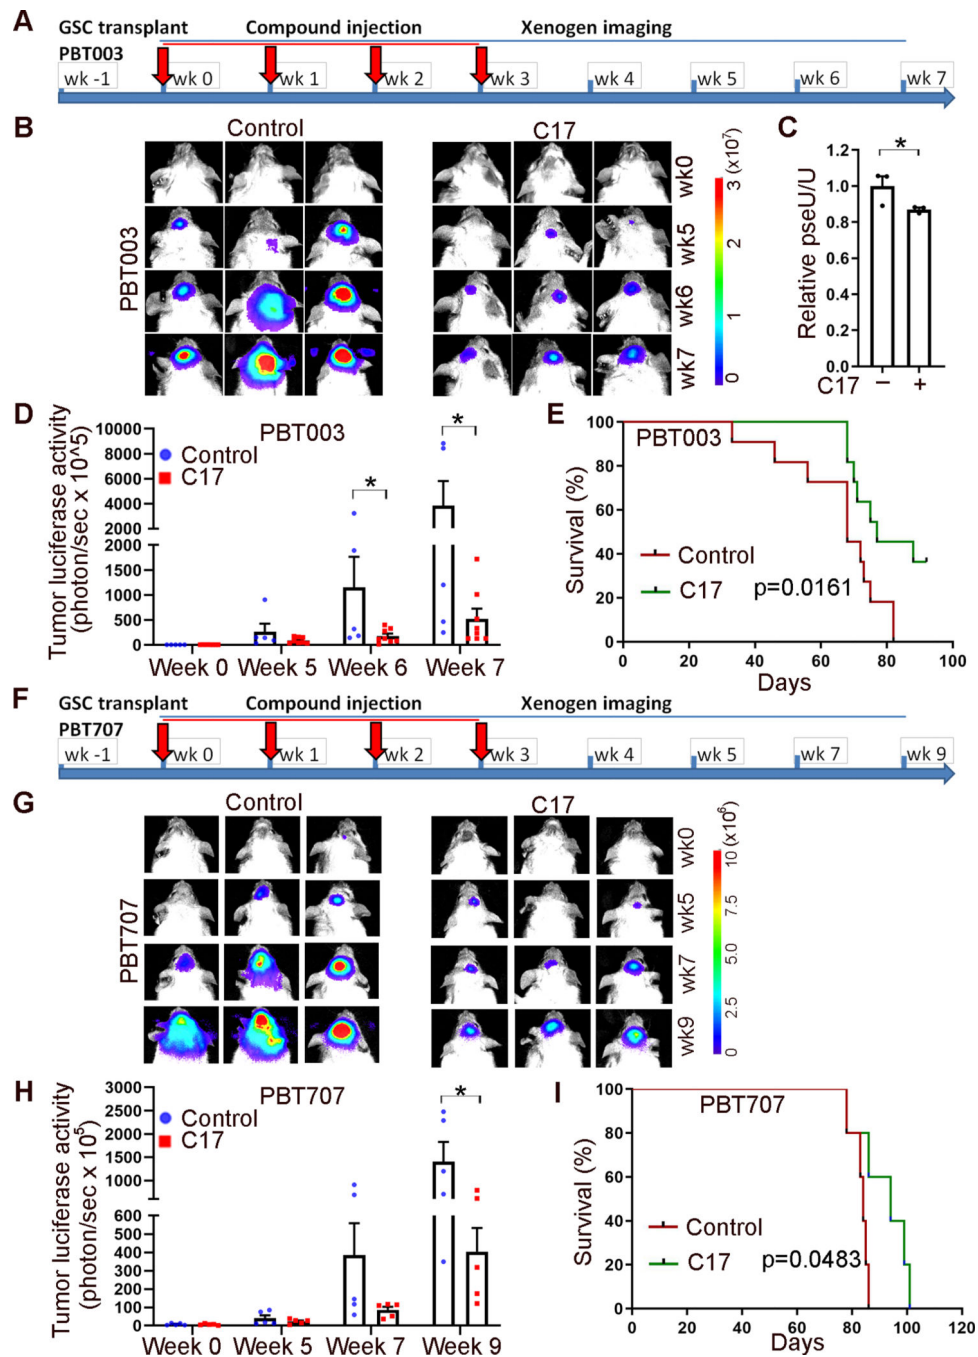 A
GSC transplant Compound injection Xenogen imaging
PBT003
wk -1 wk 0 wk 1 wk 2 wk 3 wk 4 wk 5 wk 6 wk 7
B
Control C17
PBT003
wk0
wk5
wk6
wk7
3 (x10⁷)
2
1
0
C
*
Relative pseU/U
1.2
1.0
0.8
0.6
0.4
0.2
0.0
C17 − +
D
PBT003
Tumor luciferase activity
(photon/sec x 10^5)
Control
C17
*
*
10000
8000
6000
4000
2000
2000
1500
1000
500
0
Week 0 Week 5 Week 6 Week 7
E
PBT003
Survival (%)
100
80
60
40
20
0
Control
C17
p=0.0161
0 20 40 60 80 100
Days
F
GSC transplant Compound injection Xenogen imaging
PBT707
wk -1 wk 0 wk 1 wk 2 wk 3 wk 4 wk 5 wk 7 wk 9
G
Control C17
PBT707
wk0
wk5
wk7
wk9
10 (x10⁶)
7.5
5.0
2.5
0
H
PBT707
Tumor luciferase activity
(photon/sec x 10⁵)
Control
C17
*
3000
2500
2000
1500
1000
600
500
400
300
200
100
0
Week 0 Week 5 Week 7 Week 9
I
PBT707
Survival (%)
100
80
60
40
20
0
Control
C17
p=0.0483
0 20 40 60 80 100 120
Days